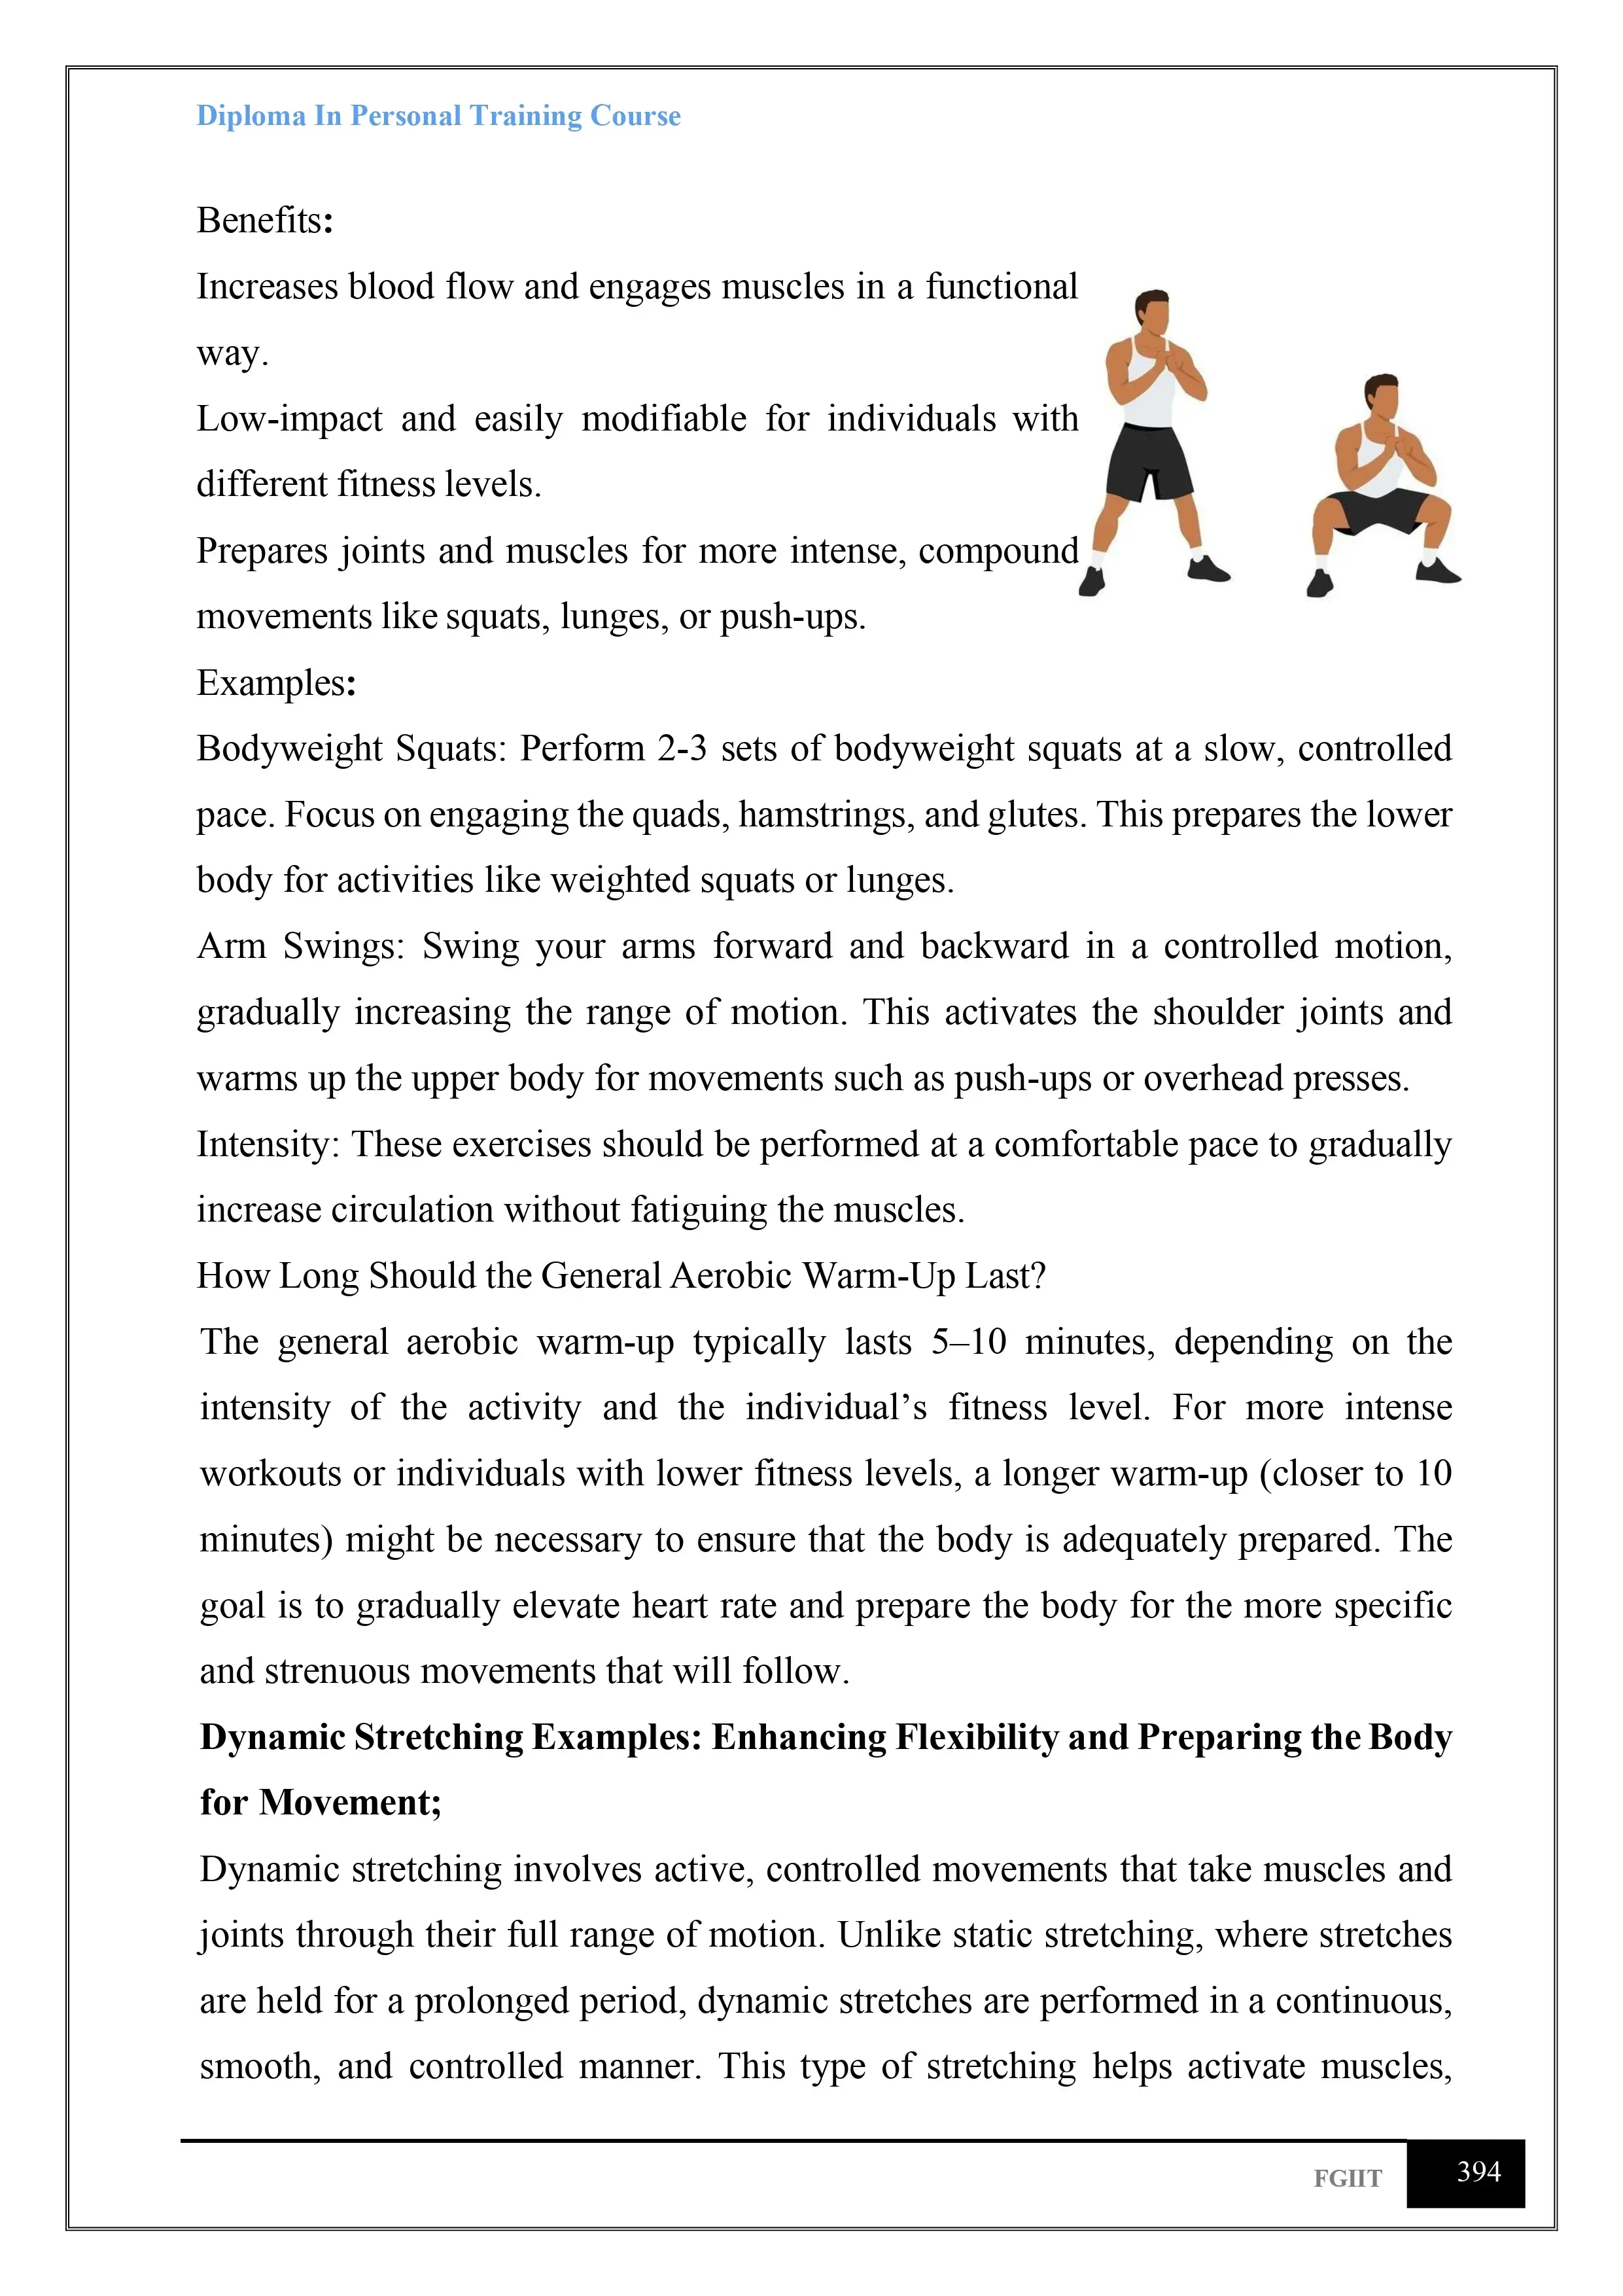 Diploma In Personal Training Course
Benefits:
Increases blood flow and engages muscles in a functional
way.
Low-impact and easily modifiable for individuals with
different fitness levels.
Prepares joints and muscles for more intense, compound
movements like squats, lunges, or push-ups.
Examples:
Bodyweight Squats: Perform 2-3 sets of bodyweight squats at a slow, controlled
pace. Focus on engaging the quads, hamstrings, and glutes. This prepares the lower
body for activities like weighted squats or lunges.
Arm Swings: Swing your arms forward and backward in a controlled motion,
gradually increasing the range of motion. This activates the shoulder joints and
warms up the upper body for movements such as push-ups or overhead presses.
Intensity: These exercises should be performed at a comfortable pace to gradually
increase circulation without fatiguing the muscles.
How Long Should the General Aerobic Warm-Up Last?
The general aerobic warm-up typically lasts 5–10 minutes, depending on the
intensity of the activity and the individual’s fitness level. For more intense
workouts or individuals with lower fitness levels, a longer warm-up (closer to 10
minutes) might be necessary to ensure that the body is adequately prepared. The
goal is to gradually elevate heart rate and prepare the body for the more specific
and strenuous movements that will follow.
Dynamic Stretching Examples: Enhancing Flexibility and Preparing the Body
for Movement;
Dynamic stretching involves active, controlled movements that take muscles and
joints through their full range of motion. Unlike static stretching, where stretches
are held for a prolonged period, dynamic stretches are performed in a continuous,
smooth, and controlled manner. This type of stretching helps activate muscles,
FGIIT
394